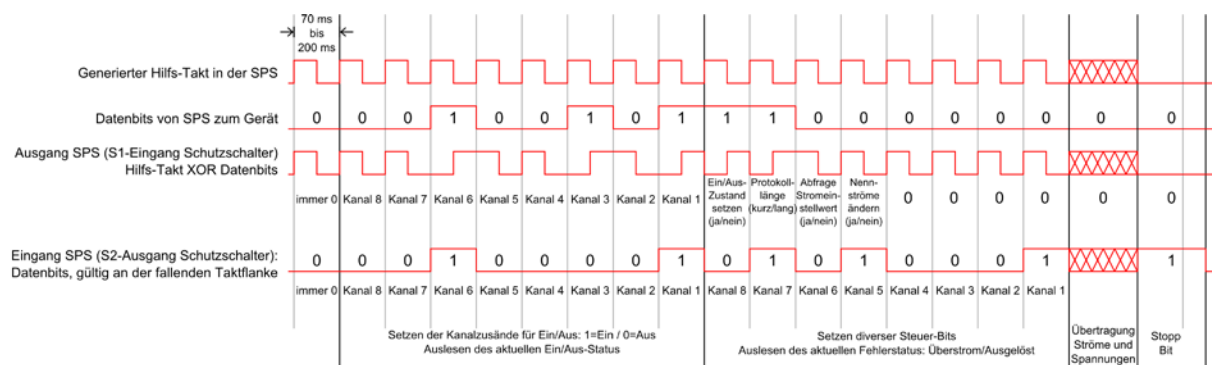 70 ms
bis
200 ms
Generierter Hilfs-Takt in der SPS
Datenbits von SPS zum Gerät
0 0 0 1 0 0 1 0 1 1 1 0 0 0 0 0 0 0 0
Ausgang SPS (S1-Eingang Schutzschalter)
Hilfs-Takt XOR Datenbits
immer 0 Kanal 8 Kanal 7 Kanal 6 Kanal 5 Kanal 4 Kanal 3 Kanal 2 Kanal 1
Ein/Aus-
Zustand
setzen
(ja/nein)
Protokoll-
länge
(kurz/lang)
Abfrage
Stromein-
stellwert
(ja/nein)
Nenn-
ströme
ändern
(ja/nein)
0 0 0 0 0 0
Eingang SPS (S2-Ausgang Schutzschalter):
Datenbits, gültig an der fallenden Taktflanke
0 0 0 1 0 0 0 0 1 0 1 0 1 0 0 0 1 1
immer 0 Kanal 8 Kanal 7 Kanal 6 Kanal 5 Kanal 4 Kanal 3 Kanal 2 Kanal 1 Kanal 8 Kanal 7 Kanal 6 Kanal 5 Kanal 4 Kanal 3 Kanal 2 Kanal 1
Setzen der Kanalzusände für Ein/Aus: 1=Ein / 0=Aus
Auslesen des aktuellen Ein/Aus-Status
Setzen diverser Steuer-Bits
Auslesen des aktuellen Fehlerstatus: Überstrom/Ausgelöst
Übertragung
Ströme und
Spannungen
Stopp
Bit